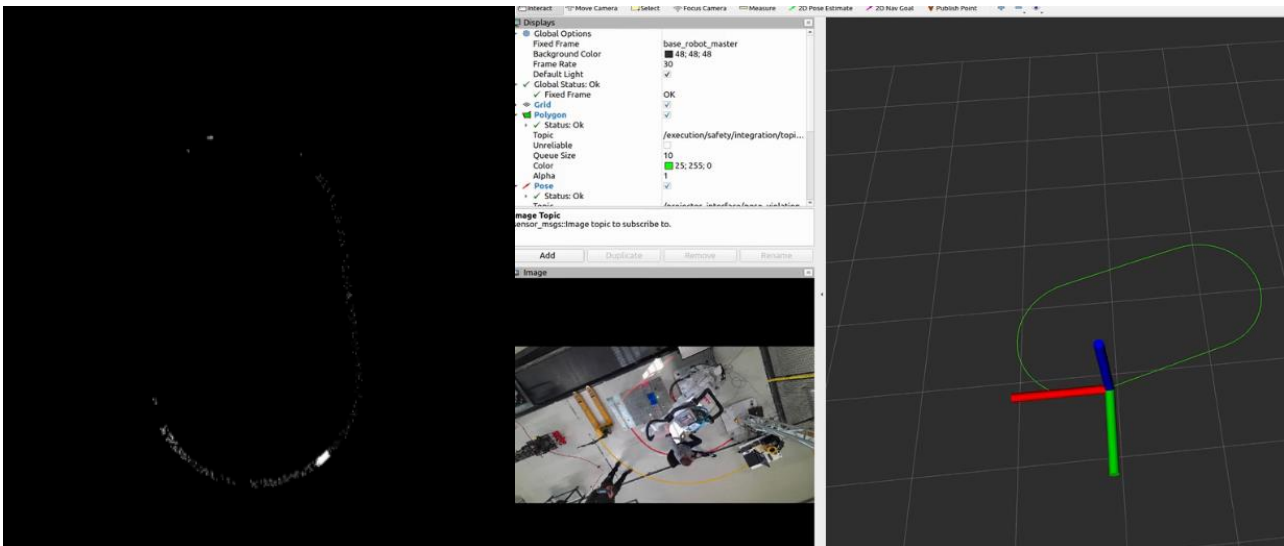 Interact Move Camera Select Focus Camera Measure 2D Pose Estimate 2D Nav Goal Publish Point
Displays
Global Options
Fixed Frame base_robot_master
Background Color 48; 48; 48
Frame Rate 30
Default Light
Global Status: Ok
Fixed Frame OK
Grid
Polygon
Status: Ok
Topic /execution/safety/integration/topi...
Unreliable
Queue Size 10
Color 25; 255; 0
Alpha 1
Pose
Status: Ok
mage Topic
sensor_msgs::Image topic to subscribe to.
Add Duplicate Remove Rename
Image